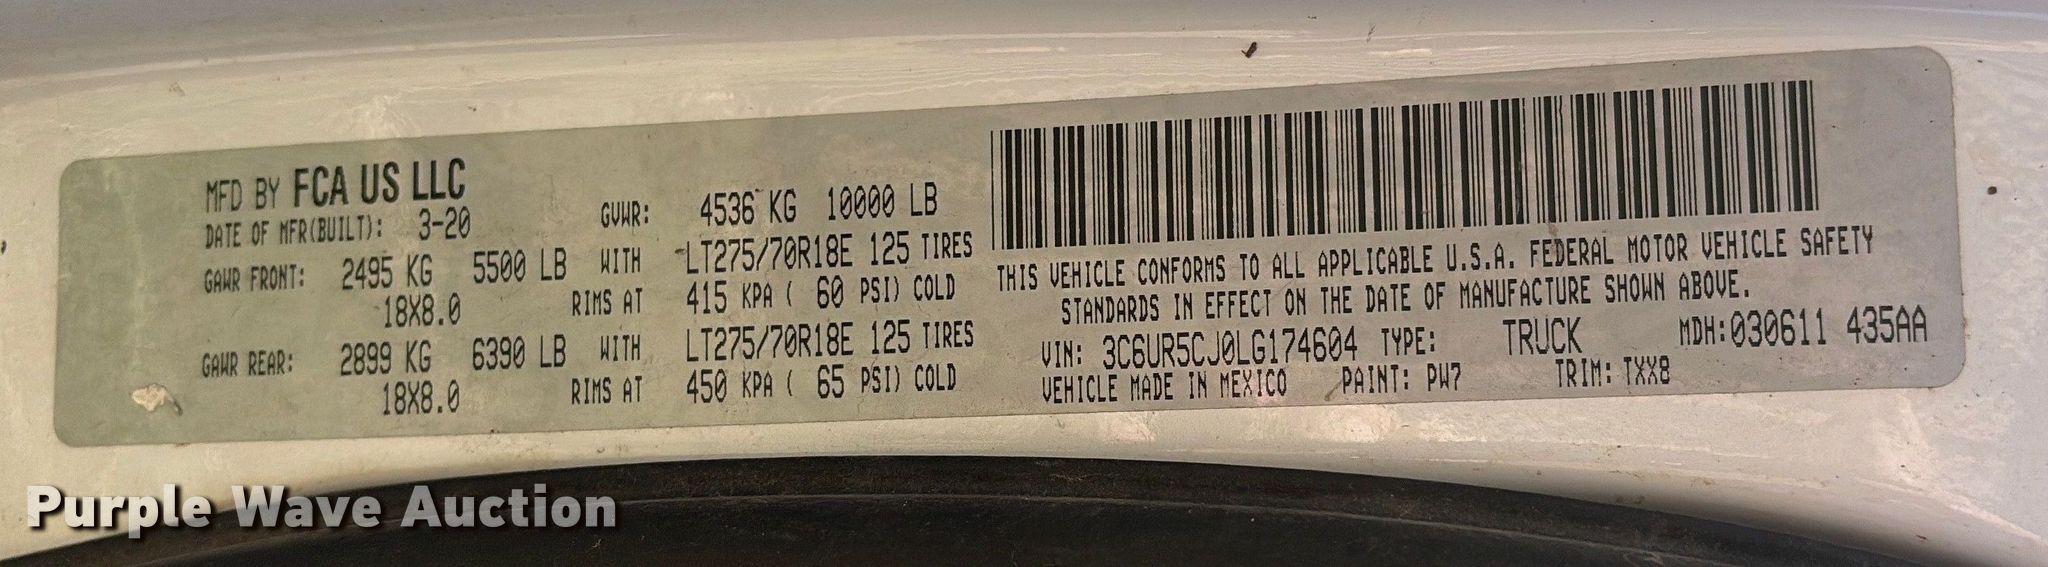 MFD BY FCA US LLC
DATE OF MFR(BUILT): 3-20 GVWR: 4536 KG 10000 LB
GAWR FRONT: 2495 KG 5500 LB WITH LT275/70R18E 125 TIRES
18X8.0 RIMS AT 415 KPA ( 60 PSI) COLD
GAWR REAR: 2899 KG 6390 LB WITH LT275/70R18E 125 TIRES
18X8.0 RIMS AT 450 KPA ( 65 PSI) COLD
THIS VEHICLE CONFORMS TO ALL APPLICABLE U.S.A. FEDERAL MOTOR VEHICLE SAFETY
STANDARDS IN EFFECT ON THE DATE OF MANUFACTURE SHOWN ABOVE.
VIN: 3C6UR5CJ0LG174604 TYPE: TRUCK MDH:030611 435AA
VEHICLE MADE IN MEXICO PAINT: PW7 TRIM: TXX8
Purple Wave Auction